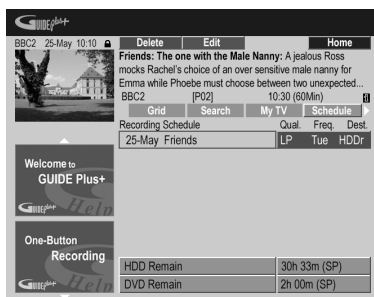 GUIDE Plus+
BBC2 25-May 10:10
Delete Edit Home
Friends: The one with the Male Nanny: A jealous Ross
mocks Rachel's choice of an over sensitive male nanny for
Emma while Phoebe must choose between two unexpected...
BBC2 [P02] 10:30 (60Min)
Grid Search My TV Schedule
Recording Schedule Qual. Freq. Dest.
25-May Friends LP Tue HDDr
Welcome to
GUIDE Plus+
GUIDE Plus+ Help
One-Button
Recording
GUIDE Plus+ Help
HDD Remain 30h 33m (SP)
DVD Remain 2h 00m (SP)